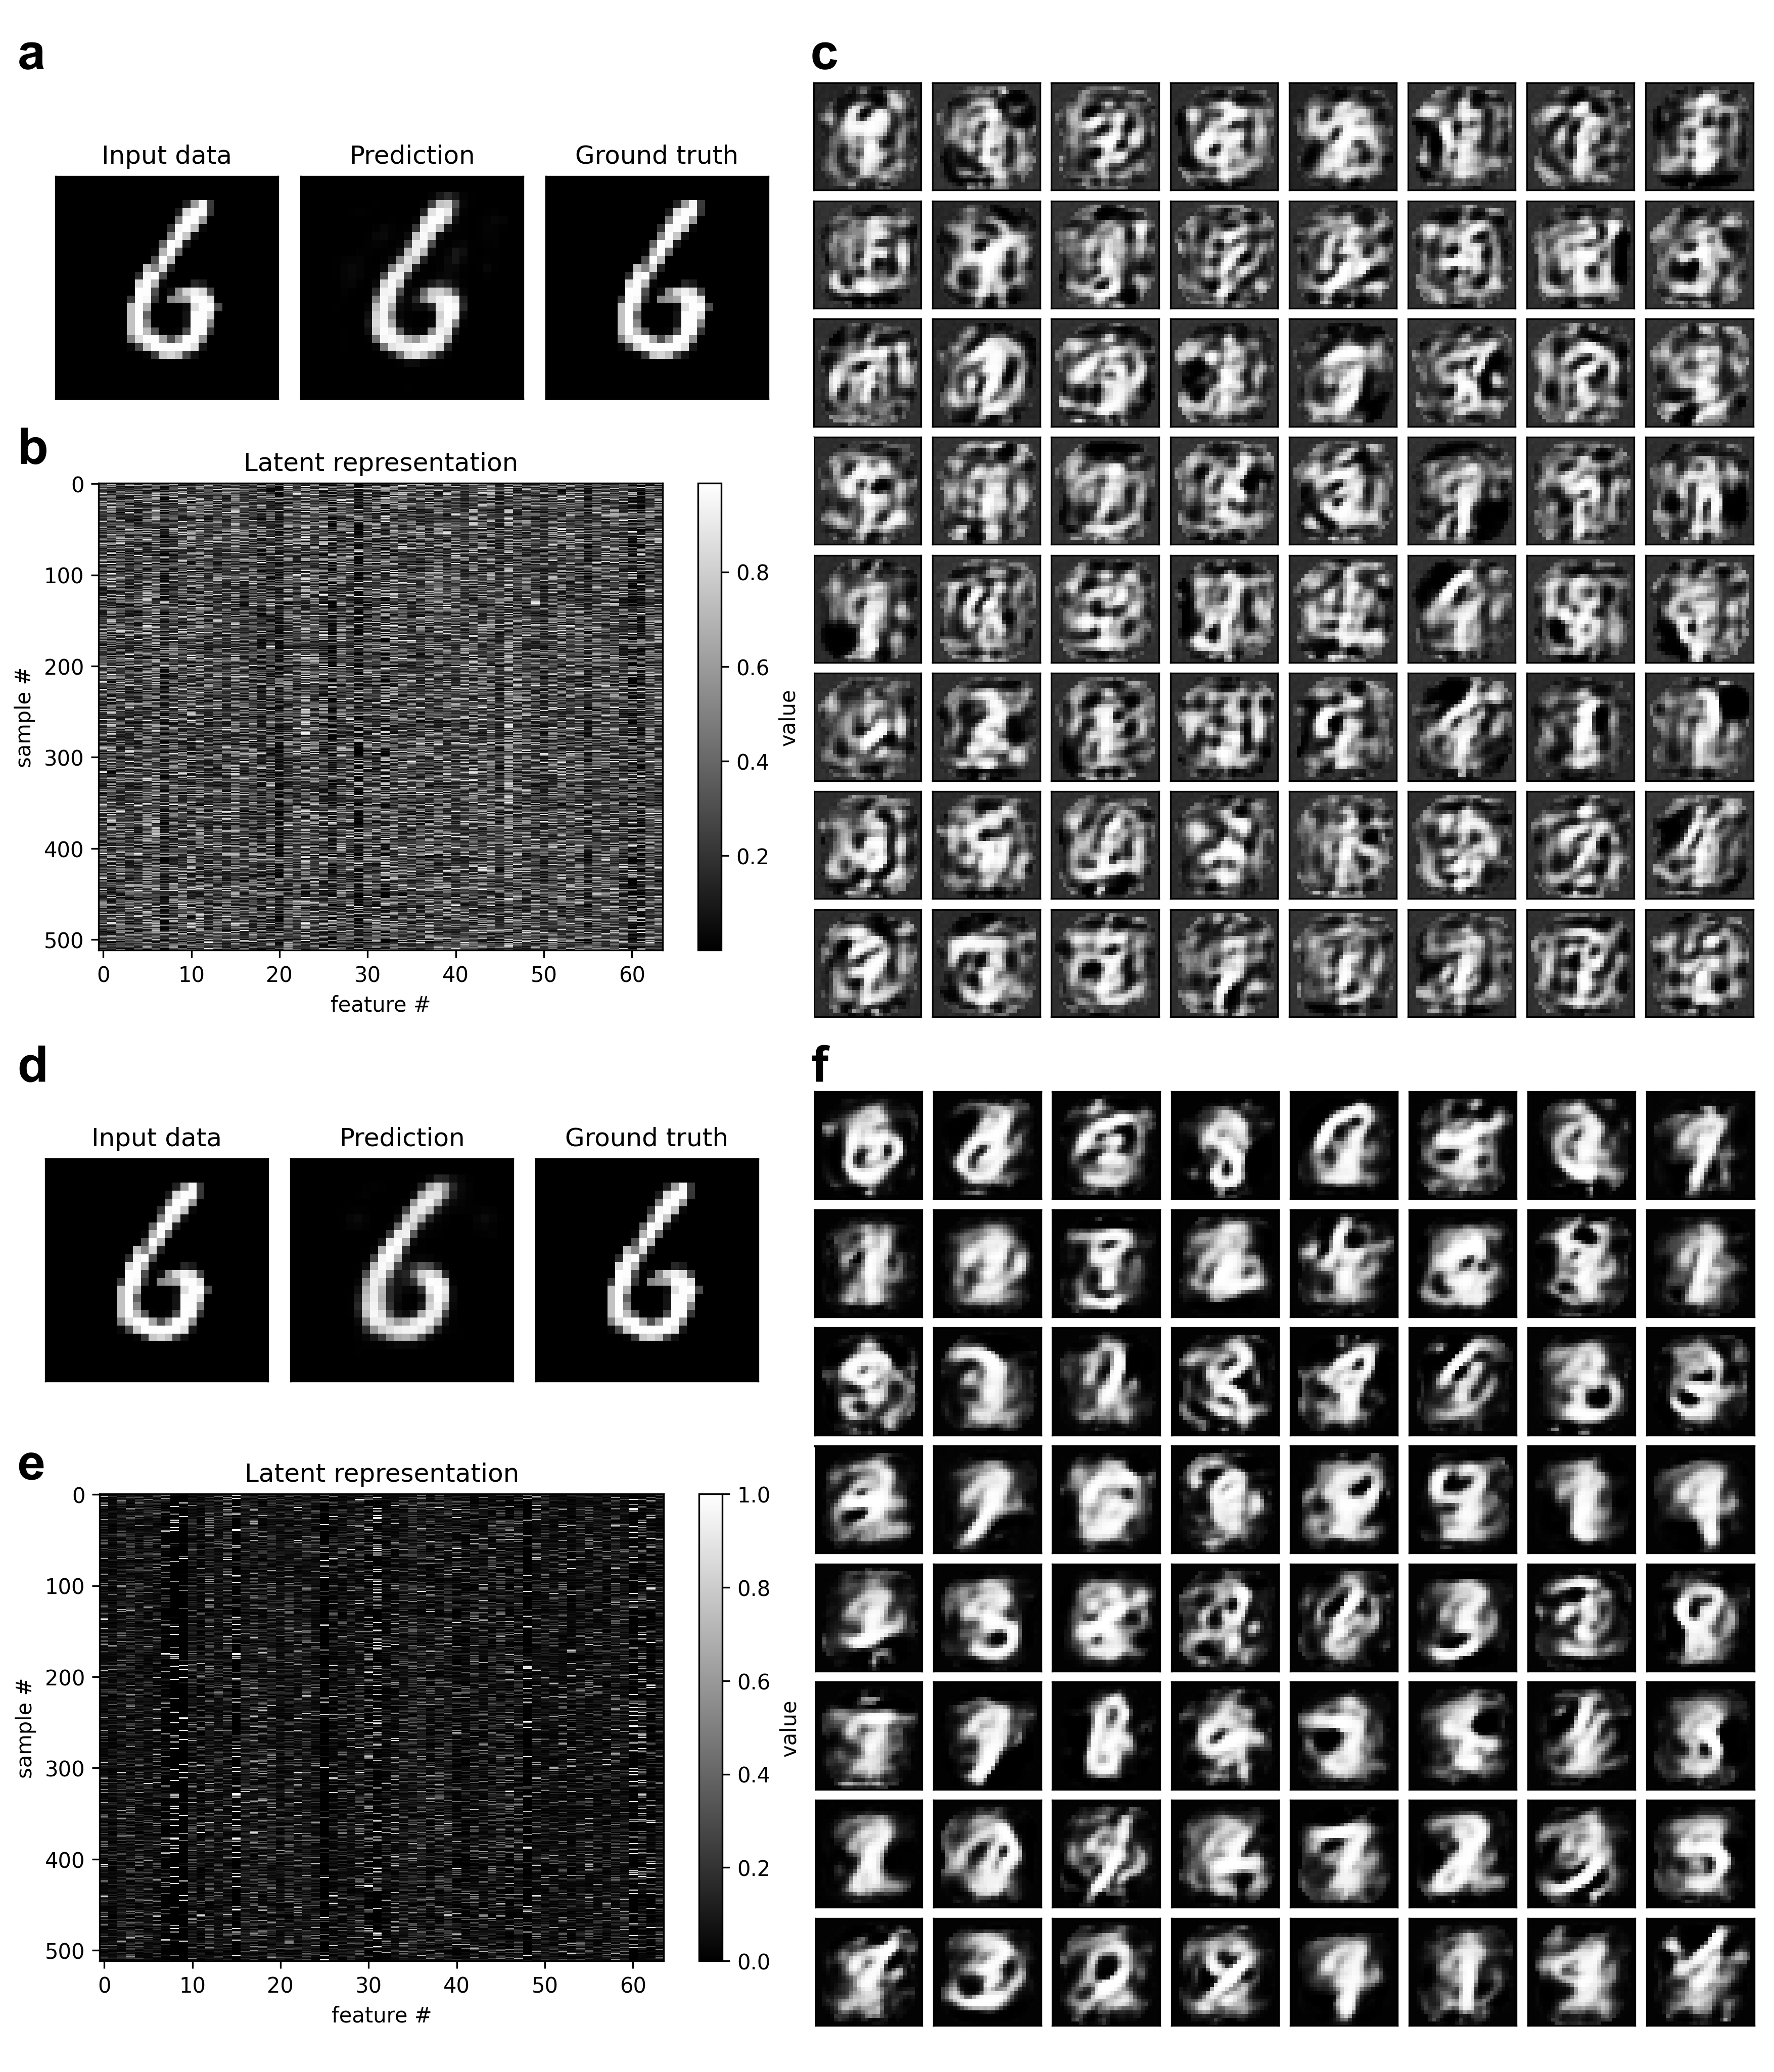 a
Input data Prediction Ground truth
b
Latent representation
0
100
200
300
400
500
sample #
0 10 20 30 40 50 60
feature #
0.8
0.6
0.4
0.2
value
c
d
Input data Prediction Ground truth
e
Latent representation
0
100
200
300
400
500
sample #
0 10 20 30 40 50 60
feature #
1.0
0.8
0.6
0.4
0.2
0.0
value
f